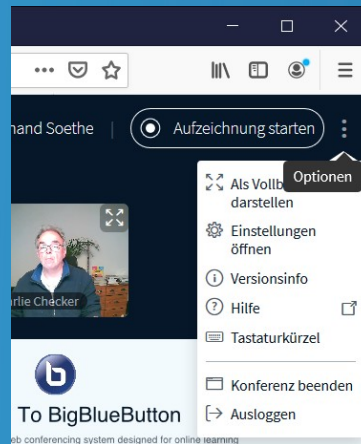 nand Soethe | Aufzeichnung starten
Optionen
Als Vollb
darstellen
Einstellungen
öffnen
Versionsinfo
Hilfe
Tastaturkürzel
Konferenz beenden
Ausloggen
rlie Checker
b
To BigBlueButton
eb conferencing system designed for online learning